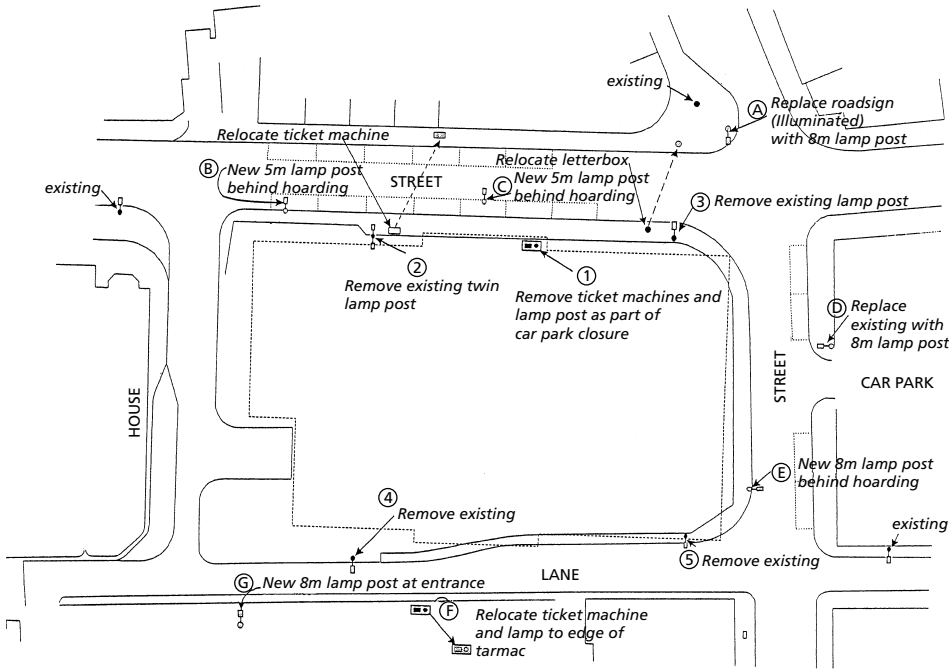 existing
Ⓐ Replace roadsign
(Illuminated)
with 8m lamp post
Relocate ticket machine
Relocate letterbox
Ⓑ New 5m lamp post
behind hoarding
STREET
Ⓒ New 5m lamp post
behind hoarding
existing
③ Remove existing lamp post
②
Remove existing twin
lamp post
①
Remove ticket machines and
lamp post as part of
car park closure
Ⓓ Replace
existing with
8m lamp post
STREET
CAR PARK
HOUSE
Ⓔ New 8m lamp post
behind hoarding
④
Remove existing
existing
⑤ Remove existing
LANE
Ⓖ New 8m lamp post at entrance
Ⓕ Relocate ticket machine
and lamp to edge of
tarmac